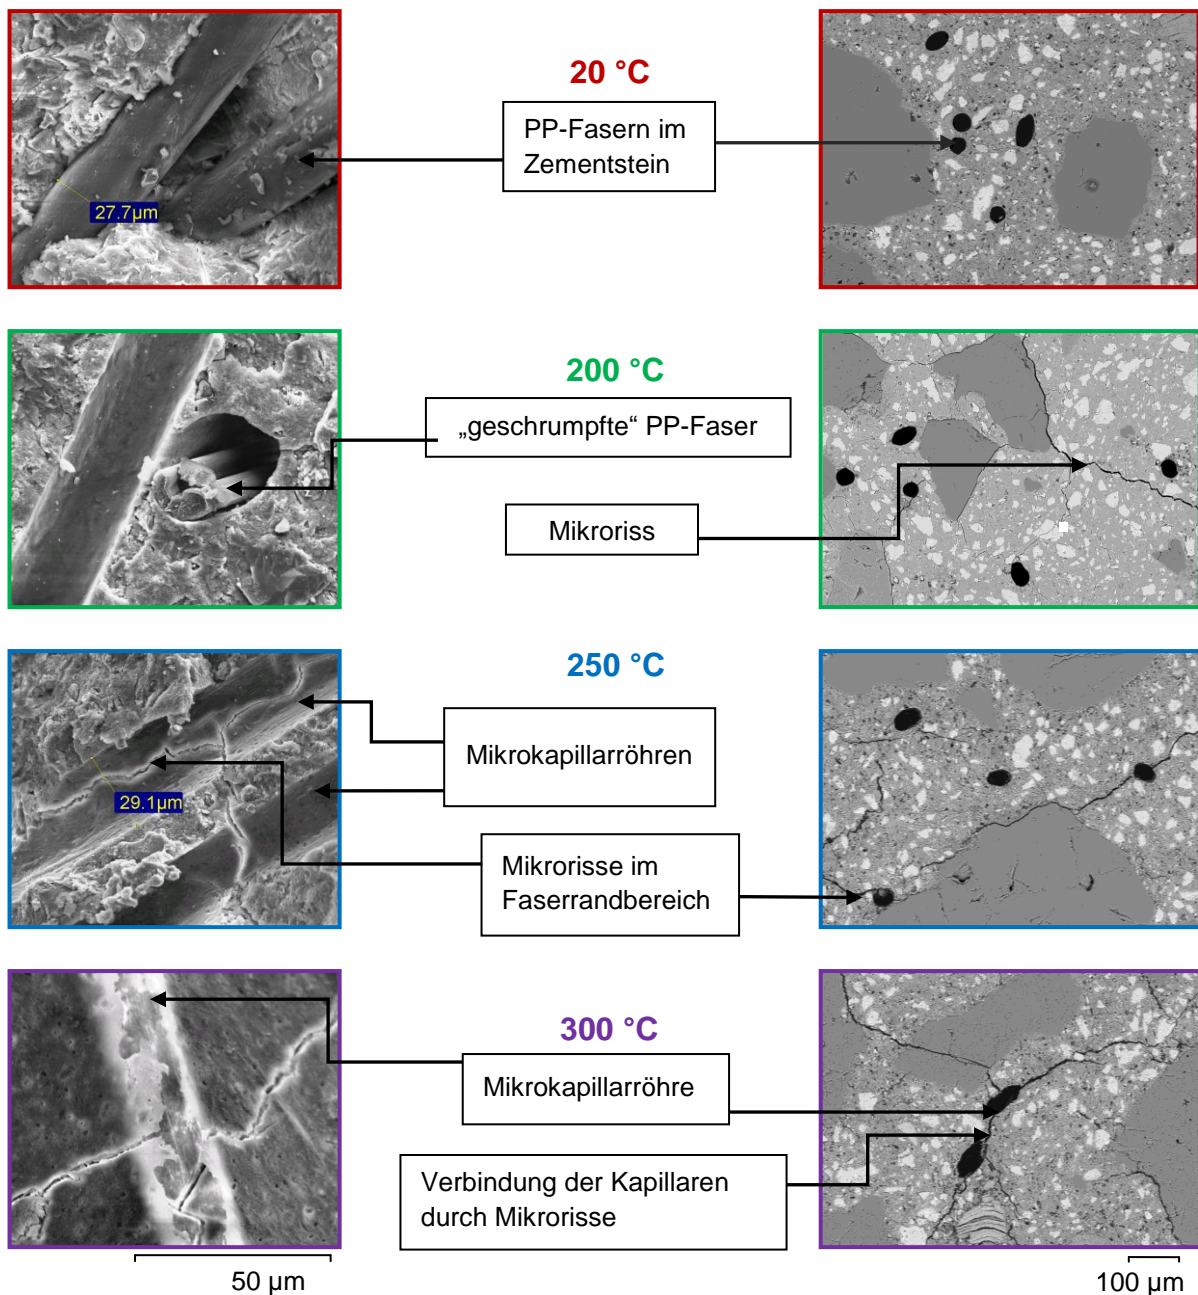 20 °C
PP-Fasern im
Zementstein
27.7µm
200 °C
„geschrumpfte“ PP-Faser
Mikroriss
250 °C
Mikrokapillarröhren
29.1µm
Mikrorisse im
Faserrandbereich
300 °C
Mikrokapillarröhre
Verbindung der Kapillaren
durch Mikrorisse
50 µm
100 µm